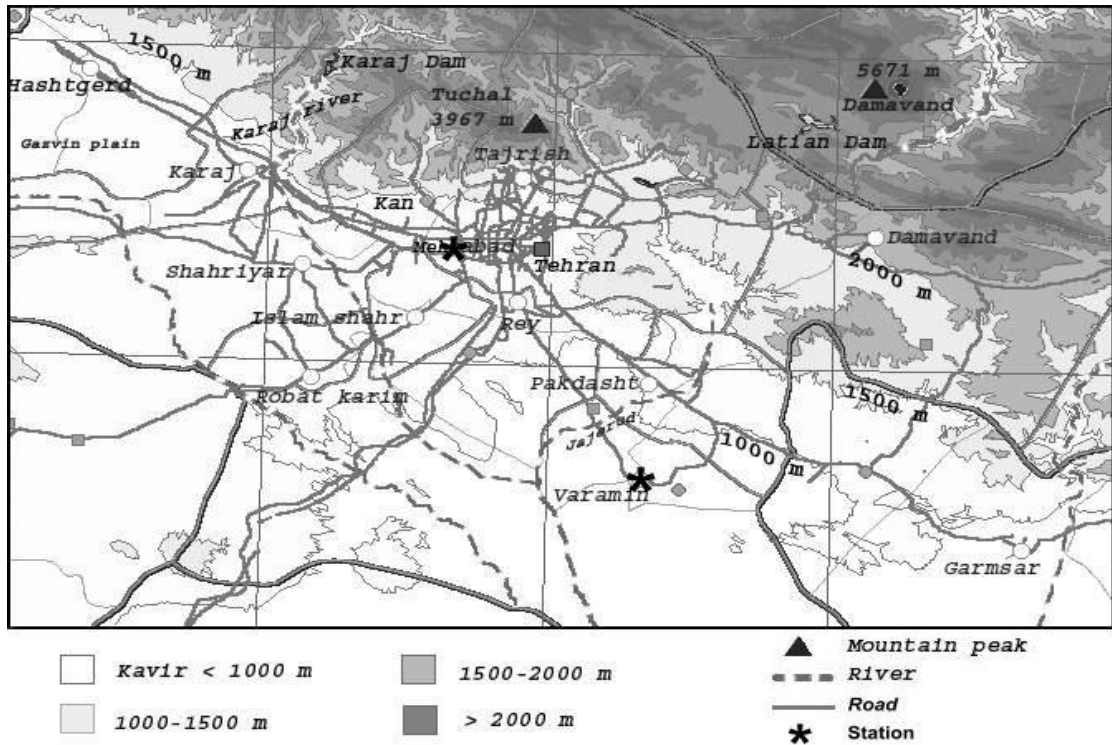 1500 m
Hashtgerd
Karaj Dam
Karaj river
Tuchal
3967 m
5671 m
Damavand
Latian Dam
Gazvin plain
Karaj
Tajrish
Kan
Mehrabad
Tehran
Damavand
2000 m
Shahriyar
Islam shahr
Rey
Robat karim
Pakdasht
1500 m
Jajarud
1000 m
Varamin
Garmsar
Kavir < 1000 m
1500-2000 m
1000-1500 m
> 2000 m
Mountain peak
River
Road
Station